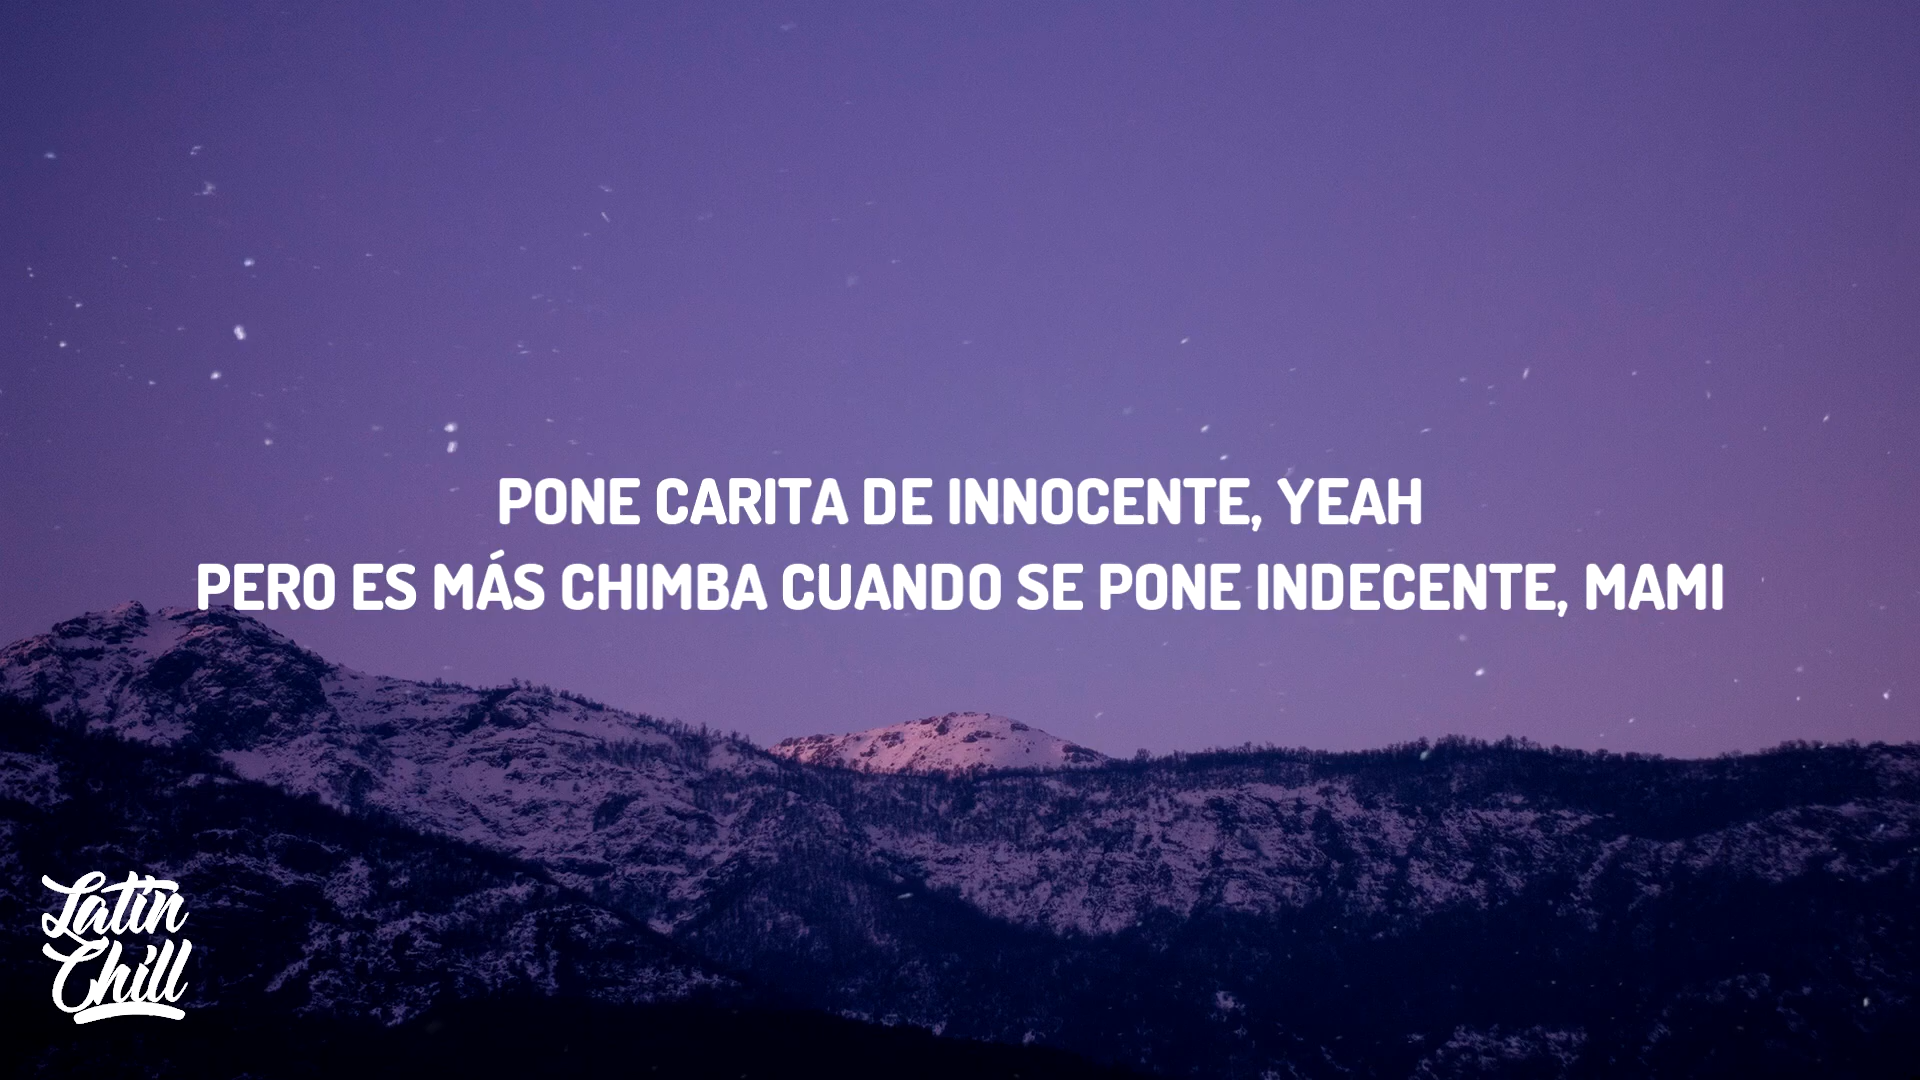 PONE CARITA DE INNOCENTE, YEAH
PERO ES MÁS CHIMBA CUANDO SE PONE INDECENTE, MAMI
Latin
Chill